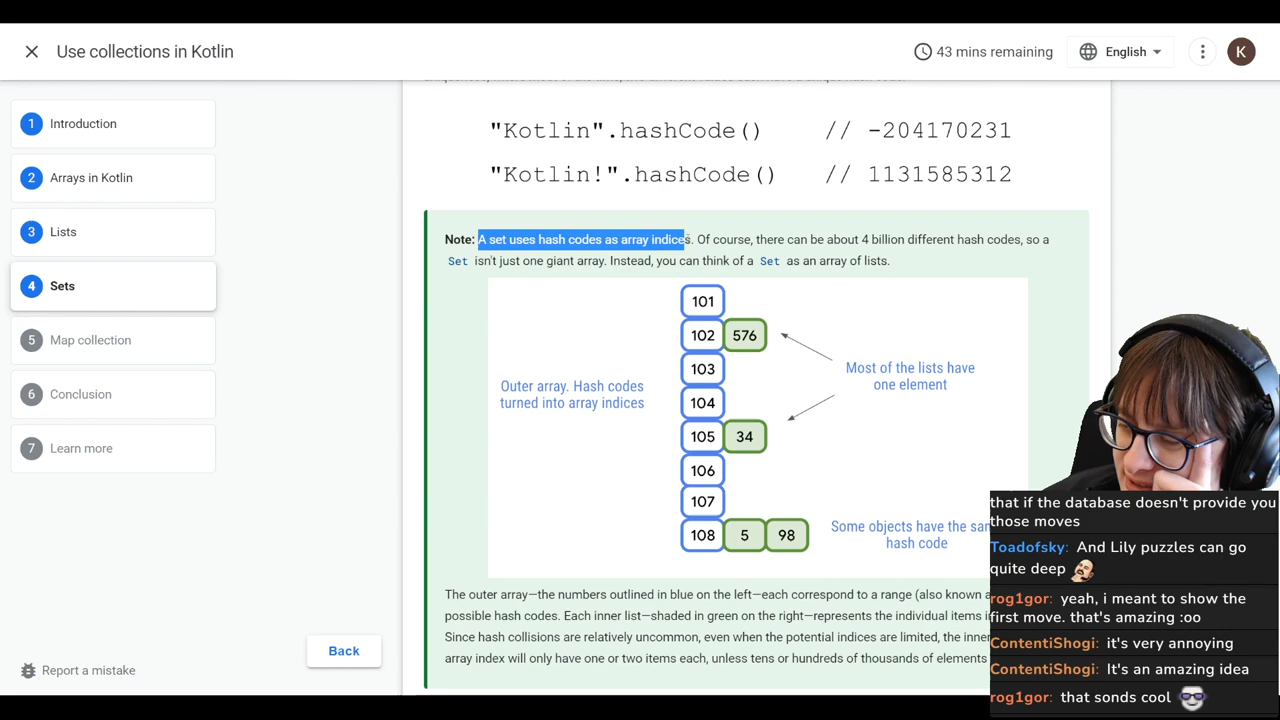 Use collections in Kotlin
43 mins remaining
English
K
1 Introduction
2 Arrays in Kotlin
3 Lists
4 Sets
5 Map collection
6 Conclusion
7 Learn more
Report a mistake
Back
"Kotlin".hashCode() // -204170231
"Kotlin!".hashCode() // 1131585312
Note: A set uses hash codes as array indices. Of course, there can be about 4 billion different hash codes, so a
Set isn't just one giant array. Instead, you can think of a Set as an array of lists.
101
102 576
103
104
105 34
106
107
108 5 98
Outer array. Hash codes
turned into array indices
Most of the lists have
one element
Some objects have the
hash code
The outer array—the numbers outlined in blue on the left—each correspond to a range (also known
possible hash codes. Each inner list—shaded in green on the right—represents the individual items
Since hash collisions are relatively uncommon, even when the potential indices are limited, the
array index will only have one or two items each, unless tens or hundreds of thousands of elements
that if the database doesn't provide you
those moves
Toadofsky: And Lily puzzles can go
quite deep
rog1gor: yeah, i meant to show the
first move. that's amazing :oo
ContentiShogi: it's very annoying
ContentiShogi: It's an amazing idea
rog1gor: that sonds cool